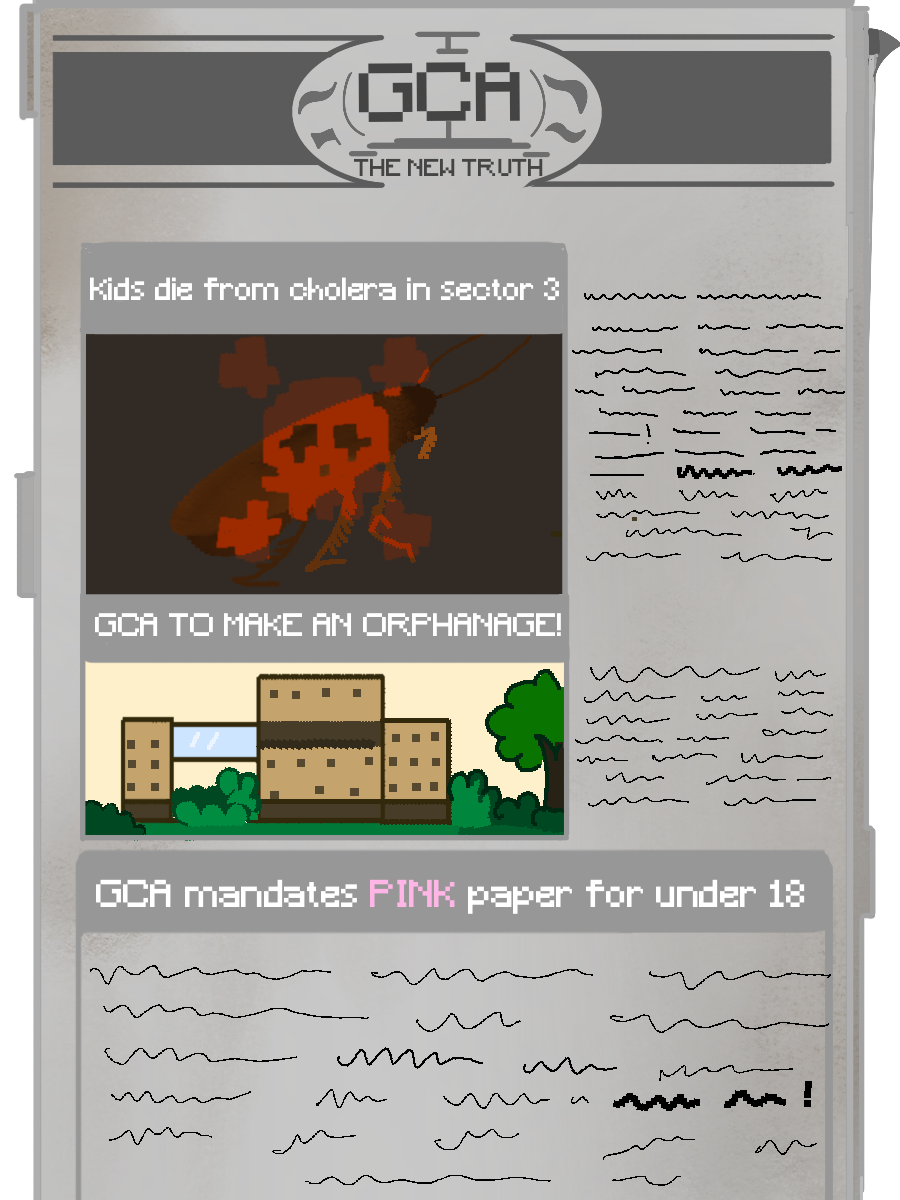 GCA
THE NEW TRUTH
Kids die from cholera in sector 3
GCA TO MAKE AN ORPHANAGE!
GCA mandates PINK paper for under 18